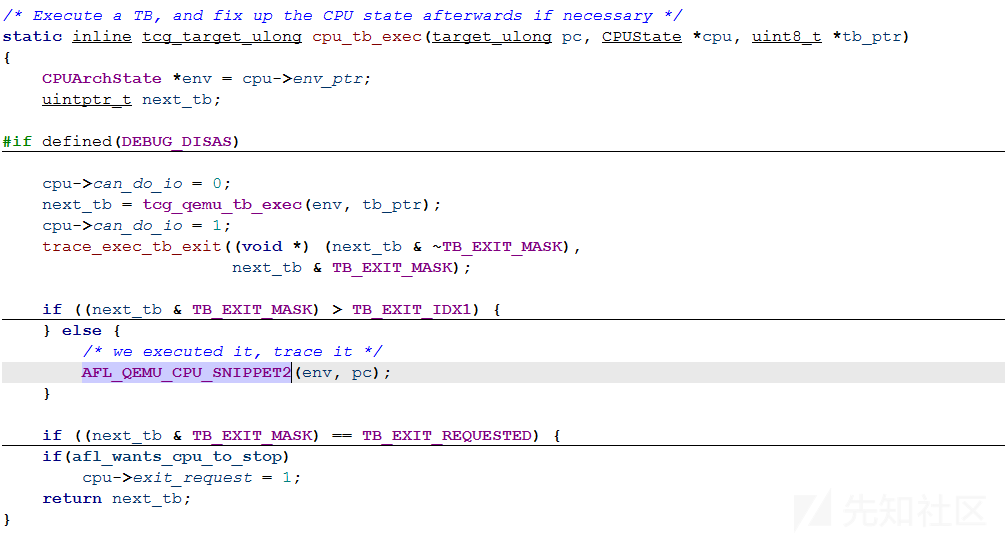 /* Execute a TB, and fix up the CPU state afterwards if necessary */
static inline tcg_target_ulong cpu_tb_exec(target_ulong pc, CPUState *cpu, uint8_t *tb_ptr)
{
    CPUArchState *env = cpu->env_ptr;
    uintptr_t next_tb;

#if defined(DEBUG_DISAS)

    cpu->can_do_io = 0;
    next_tb = tcg_qemu_tb_exec(env, tb_ptr);
    cpu->can_do_io = 1;
    trace_exec_tb_exit((void *) (next_tb & ~TB_EXIT_MASK),
                       next_tb & TB_EXIT_MASK);

    if ((next_tb & TB_EXIT_MASK) > TB_EXIT_IDX1) {
    } else {
        /* we executed it, trace it */
        AFL_QEMU_CPU_SNIPPET2(env, pc);
    }

    if ((next_tb & TB_EXIT_MASK) == TB_EXIT_REQUESTED) {
    if(afl_wants_cpu_to_stop)
        cpu->exit_request = 1;
    return next_tb;
}
先知社区